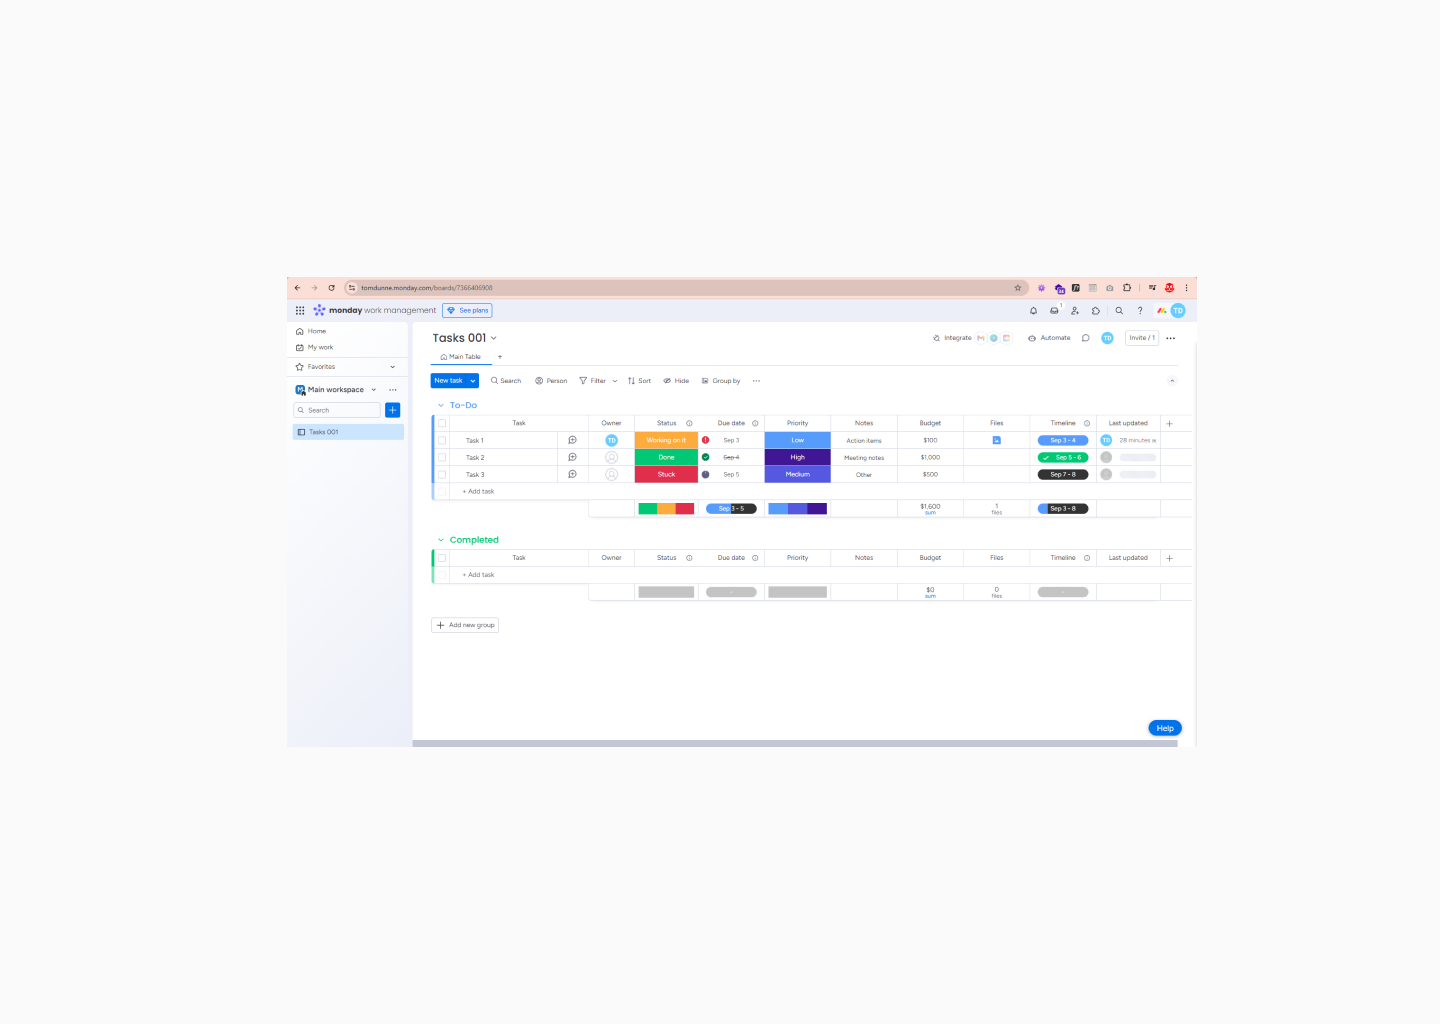 tomdunne.monday.com/boards/7366406908
monday work management
See plans
1
TD
Home
My work
Favorites
M
Main workspace
Search
Tasks 001
Tasks 001
Integrate
Automate
TD
Invite / 1
Main Table
New task
Search
Person
Filter
Sort
Hide
Group by
To-Do
Task Owner Status Due date Priority Notes Budget Files Timeline Last updated
Task 1 TD Working on it Sep 3 Low Action items $100 Sep 3 - 4 TD 28 minutes
Task 2 Done Sep 4 High Meeting notes $1,000 Sep 5 - 6
Task 3 Stuck Sep 5 Medium Other $500 Sep 7 - 8
+ Add task
Sep 3 - 5 $1,600 1 Sep 3 - 8
sum files
Completed
Task Owner Status Due date Priority Notes Budget Files Timeline Last updated
+ Add task
- $0 0 -
sum files
Add new group
Help